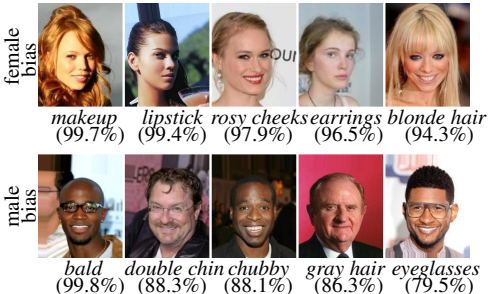 female
bias
makeup lipstick rosy cheeks earrings blonde hair
(99.7%) (99.4%) (97.9%) (96.5%) (94.3%)
male
bias
bald double chin chubby gray hair eyeglasses
(99.8%) (88.3%) (88.1%) (86.3%) (79.5%)